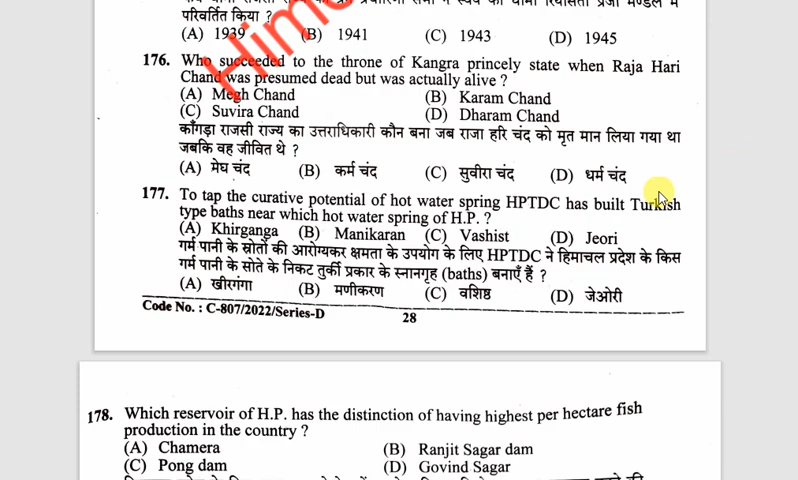 परिवर्तित किया ?
(A) 1939 (B) 1941 (C) 1943 (D) 1945
176. Who succeeded to the throne of Kangra princely state when Raja Hari
Chand was presumed dead but was actually alive ?
(A) Megh Chand (B) Karam Chand
(C) Suvira Chand (D) Dharam Chand
काँगड़ा राजसी राज्य का उत्तराधिकारी कौन बना जब राजा हरि चंद को मृत मान लिया गया था
जबकि वह जीवित थे ?
(A) मेघ चंद (B) कर्म चंद (C) सुवीरा चंद (D) धर्म चंद
177. To tap the curative potential of hot water spring HPTDC has built Turkish
type baths near which hot water spring of H.P. ?
(A) Khirganga (B) Manikaran (C) Vashist (D) Jeori
गर्म पानी के स्रोतों की आरोग्यकर क्षमता के उपयोग के लिए HPTDC ने हिमाचल प्रदेश के किस
गर्म पानी के सोते के निकट तुर्की प्रकार के स्नानगृह (baths) बनाएँ हैं ?
(A) खीरगंगा (B) मणीकरण (C) वशिष्ठ (D) जेओरी
Code No. : C-807/2022/Series-D 28
178. Which reservoir of H.P. has the distinction of having highest per hectare fish
production in the country ?
(A) Chamera (B) Ranjit Sagar dam
(C) Pong dam (D) Govind Sagar